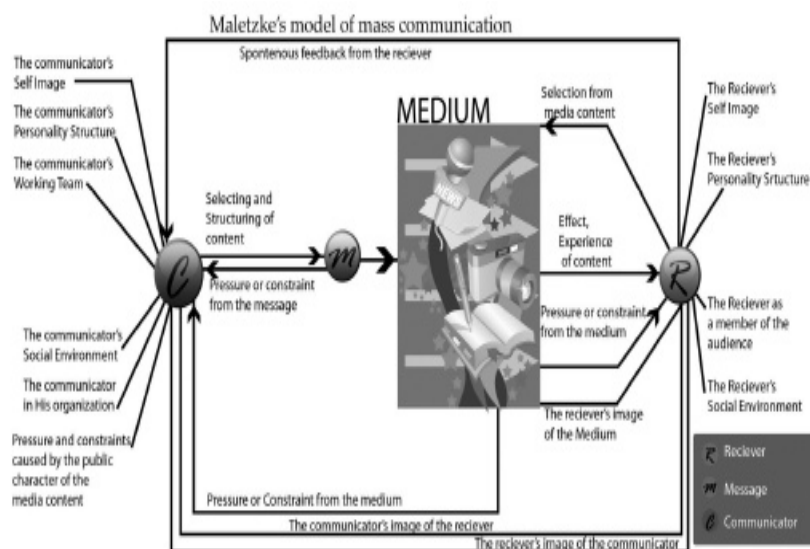 Maletzke's model of mass communication
Spontenous feedback from the reciever
The communicator's
Self Image
The communicator's
Personality Structure
The communicator's
Working Team
Selecting and
Structuring of
content
Pressure or constraint
from the message
C
m
The communicator's
Social Environment
The communicator
in His organization
Pressure and constraints
caused by the public
character of the
media content
MEDIUM
NEWS
Selection from
media content
Effect,
Experience
of content
Pressure or constraint
from the medium
The reciever's image
of the Medium
R
The Reciever's
Self Image
The Reciever's
Personality Srtucture
The Reciever as
a member of the
audience
The Reciever's
Social Environment
Pressure or Constraint from the medium
The communicator's image of the reciever
The reciever's image of the communicator
R Reciever
m Message
C Communicator